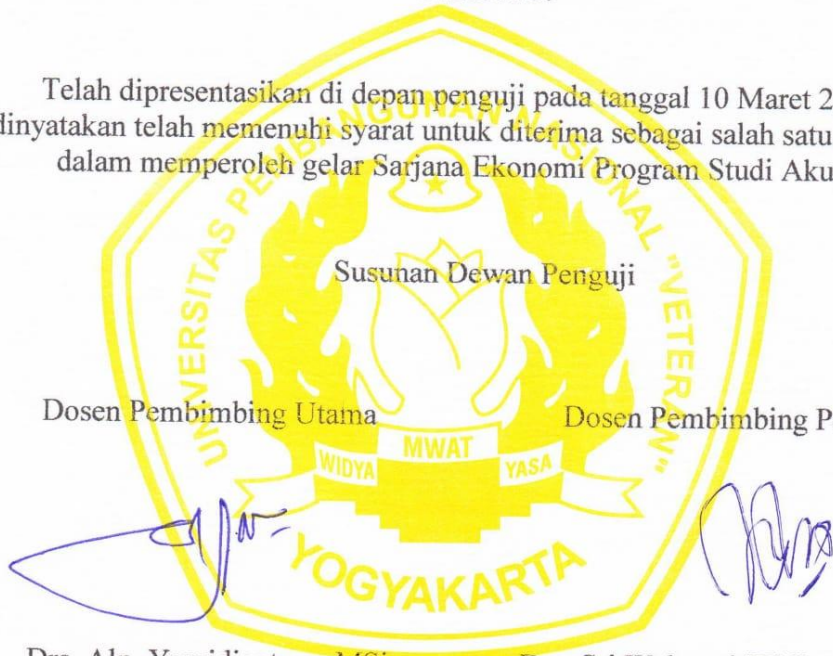 Telah dipresentasikan di depan penguji pada tanggal 10 Maret 2
dinyatakan telah memenuhi syarat untuk diterima sebagai salah satu
dalam memperoleh gelar Sarjana Ekonomi Program Studi Aku
UNIVERSITAS PEMBANGUNAN NASIONAL "VETERAN"
Susunan Dewan Penguji
Dosen Pembimbing Utama Dosen Pembimbing P
WIDYA MWAT YASA
YOGYAKARTA